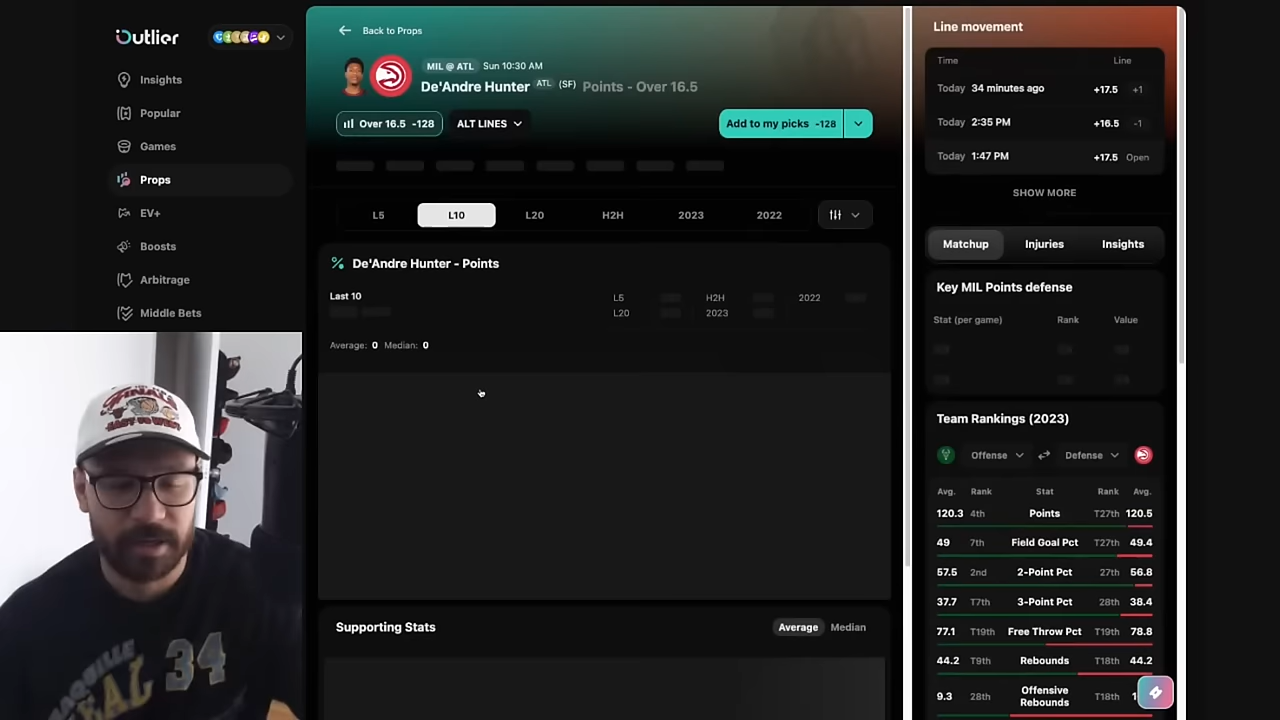 Outlier
Insights
Popular
Games
Props
EV+
Boosts
Arbitrage
Middle Bets
Back to Props
MIL @ ATL Sun 10:30 AM
De'Andre Hunter ATL (SF) Points - Over 16.5
Over 16.5 -128 ALT LINES
Add to my picks -128
L5 L10 L20 H2H 2023 2022
De'Andre Hunter - Points
Last 10
L5 H2H 2022
L20 2023
Average: 0 Median: 0
Supporting Stats
Average Median
Line movement
Time Line
Today 34 minutes ago +17.5 +1
Today 2:35 PM +16.5 -1
Today 1:47 PM +17.5 Open
SHOW MORE
Matchup Injuries Insights
Key MIL Points defense
Stat (per game) Rank Value
Team Rankings (2023)
Offense Defense
Avg. Rank Stat Rank Avg.
120.3 4th Points T27th 120.5
49 7th Field Goal Pct T27th 49.4
57.5 2nd 2-Point Pct 27th 56.8
37.7 T7th 3-Point Pct 28th 38.4
77.1 T19th Free Throw Pct T19th 78.8
44.2 T9th Rebounds T18th 44.2
9.3 28th Offensive Rebounds T18th
FINALS
EAST VS WEST
SHAQUILLE
34